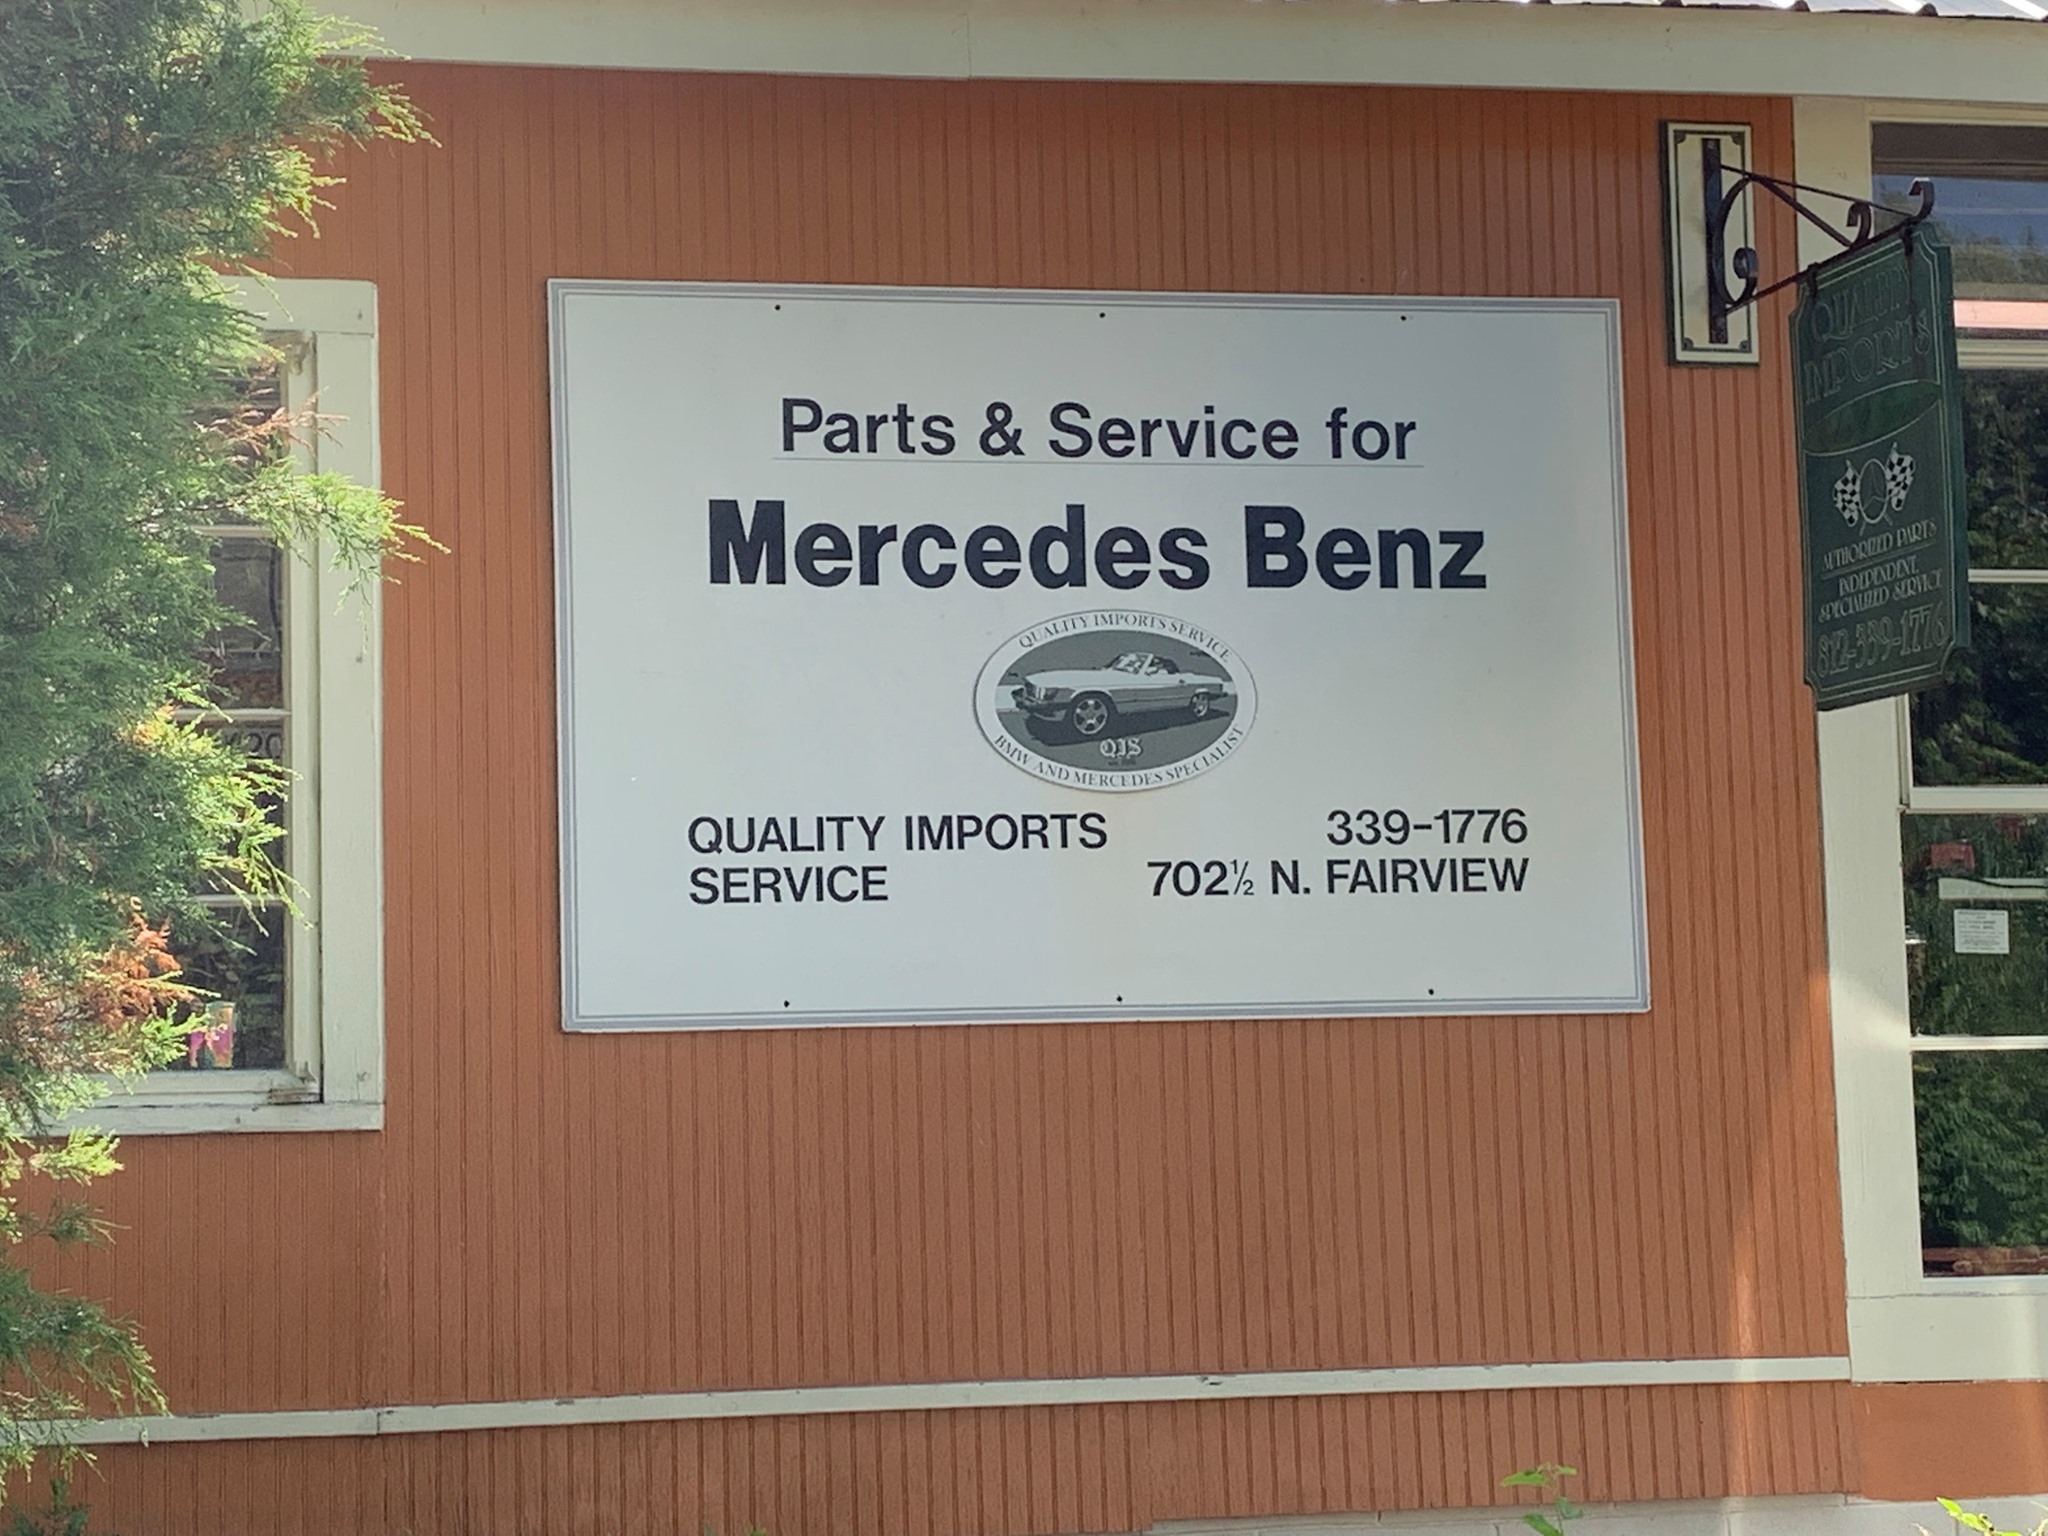 Parts & Service for
Mercedes Benz
QUALITY IMPORTS SERVICE
QIS
BMW AND MERCEDES SPECIALIST
QUALITY IMPORTS
SERVICE
339-1776
702½ N. FAIRVIEW
QUALITY
IMPORTS
AUTHORIZED PARTS
INDEPENDENT
SPECIALIZED SERVICE
812-339-1776